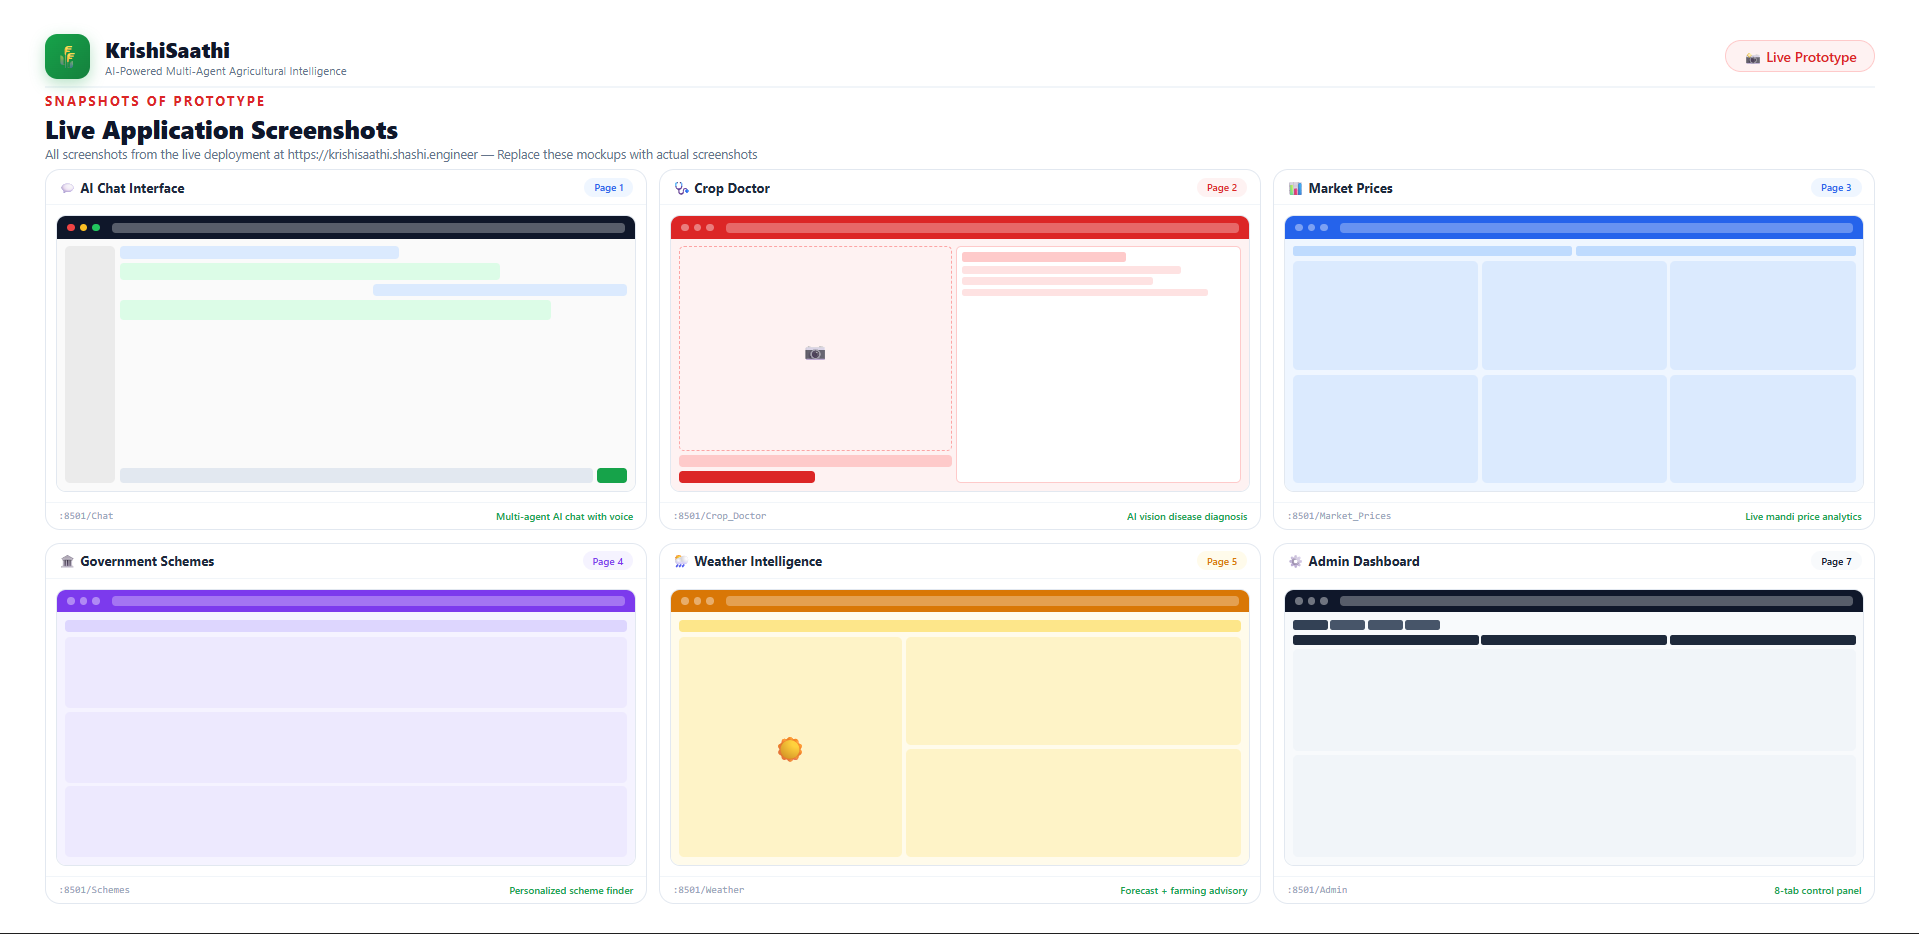 KrishiSaathi
AI-Powered Multi-Agent Agricultural Intelligence
Live Prototype
SNAPSHOTS OF PROTOTYPE
Live Application Screenshots
All screenshots from the live deployment at https://krishisaathi.shashi.engineer — Replace these mockups with actual screenshots
AI Chat Interface
Page 1
:8501/Chat
Multi-agent AI chat with voice
Crop Doctor
Page 2
:8501/Crop_Doctor
AI vision disease diagnosis
Market Prices
Page 3
:8501/Market_Prices
Live mandi price analytics
Government Schemes
Page 4
:8501/Schemes
Personalized scheme finder
Weather Intelligence
Page 5
:8501/Weather
Forecast + farming advisory
Admin Dashboard
Page 7
:8501/Admin
8-tab control panel